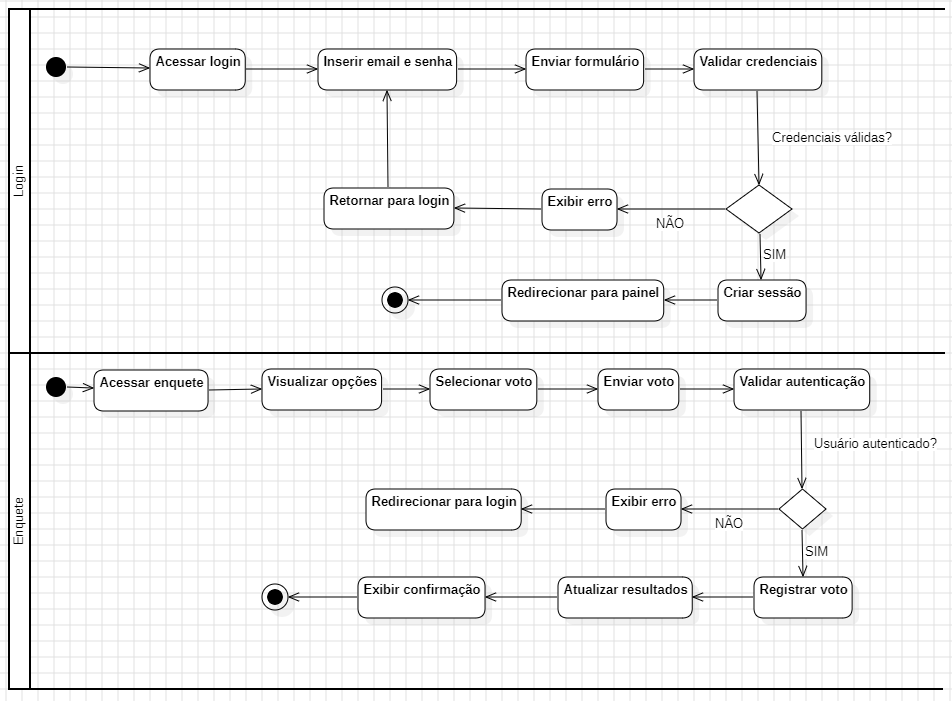 Login
Acessar login
Inserir email e senha
Enviar formulário
Validar credenciais
Credenciais válidas?
Retornar para login
Exibir erro
NÃO
SIM
Redirecionar para painel
Criar sessão
Enquete
Acessar enquete
Visualizar opções
Selecionar voto
Enviar voto
Validar autenticação
Usuário autenticado?
Redirecionar para login
Exibir erro
NÃO
SIM
Exibir confirmação
Atualizar resultados
Registrar voto